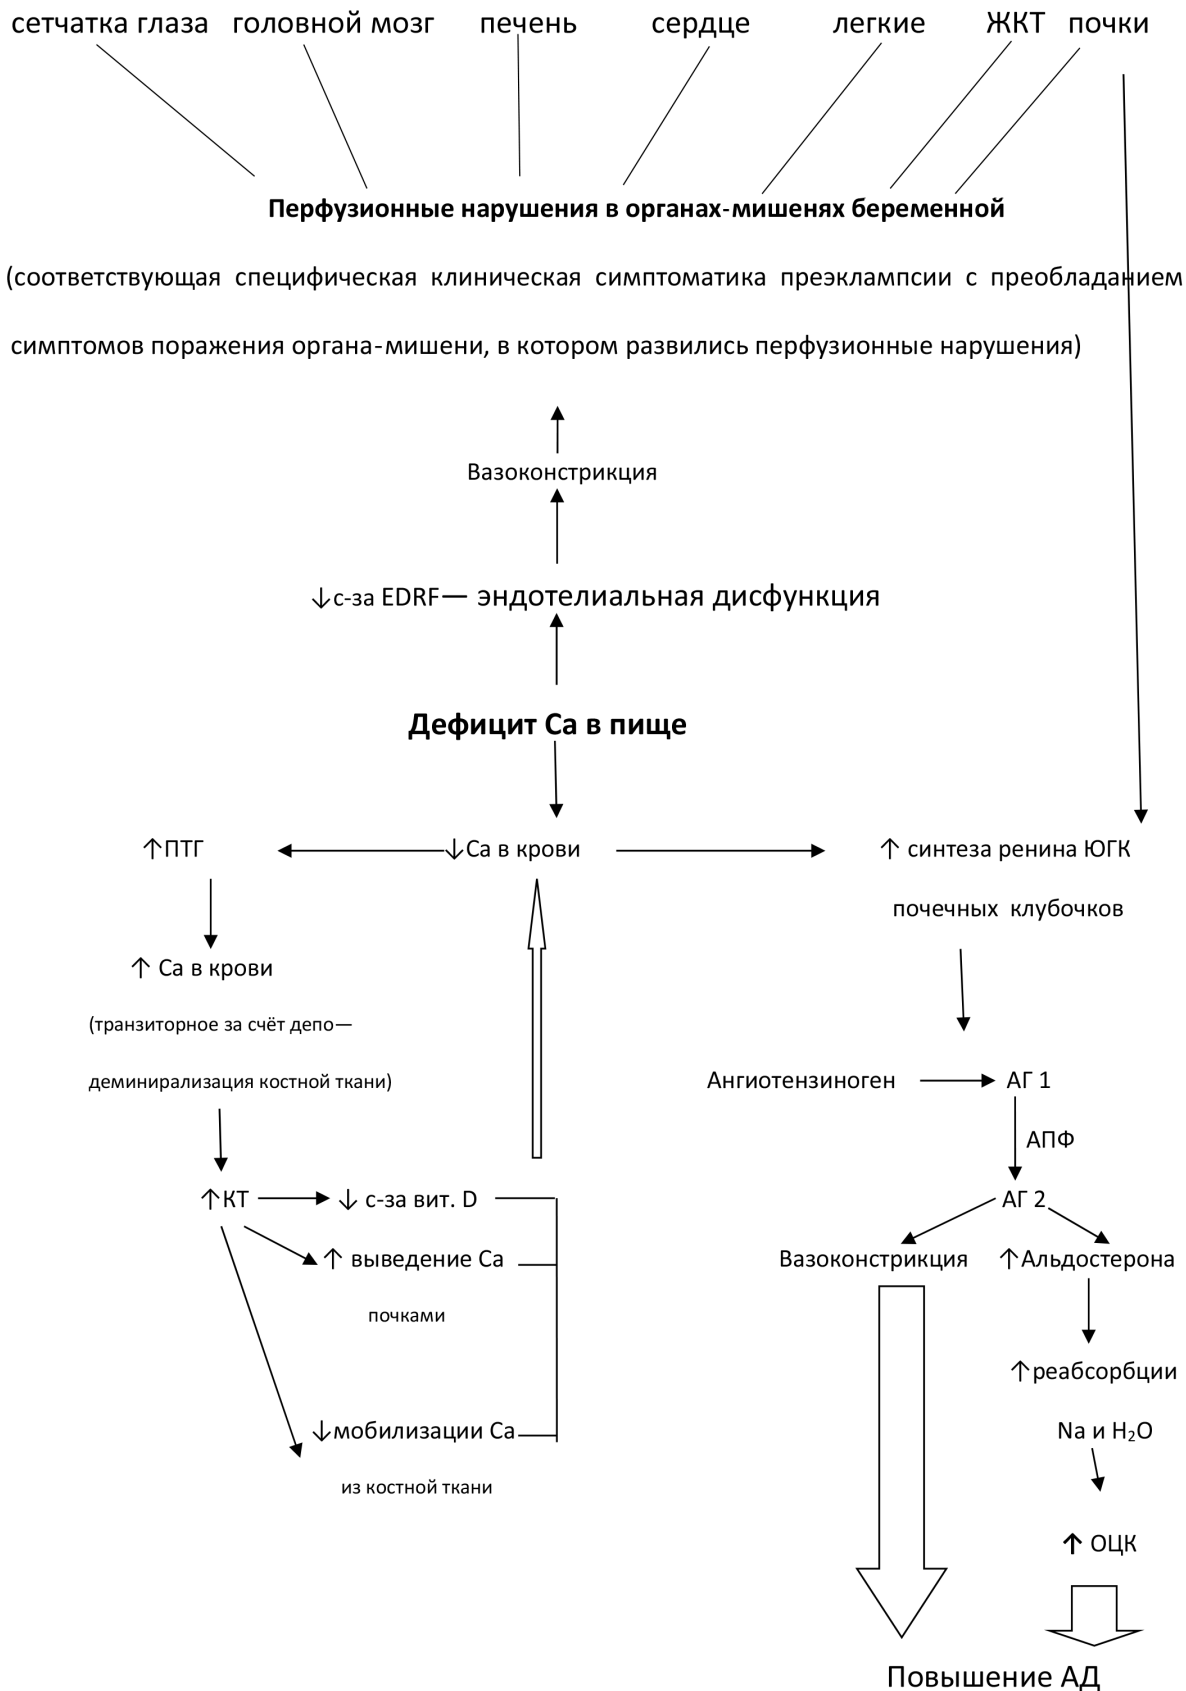 сетчатка глаза головной мозг печень сердце легкие ЖКТ почки
Перфузионные нарушения в органах-мишенях беременной
(соответствующая специфическая клиническая симптоматика преэклампсии с преобладанием
симптомов поражения органа-мишени, в котором развились перфузионные нарушения)
Вазоконстрикция
↓с-за EDRF— эндотелиальная дисфункция
Дефицит Са в пище
↑ПТГ ↓Са в крови ↑ синтеза ренина ЮГК
почечных клубочков
↑ Са в крови
(транзиторное за счёт депо—
деминирализация костной ткани)
Ангиотензиноген АГ 1
АПФ
↑КТ ↓ с-за вит. D АГ 2
↑ выведение Са Вазоконстрикция ↑Альдостерона
почками
↑реабсорбции
↓мобилизации Са Na и H₂O
из костной ткани
↑ ОЦК
Повышение АД